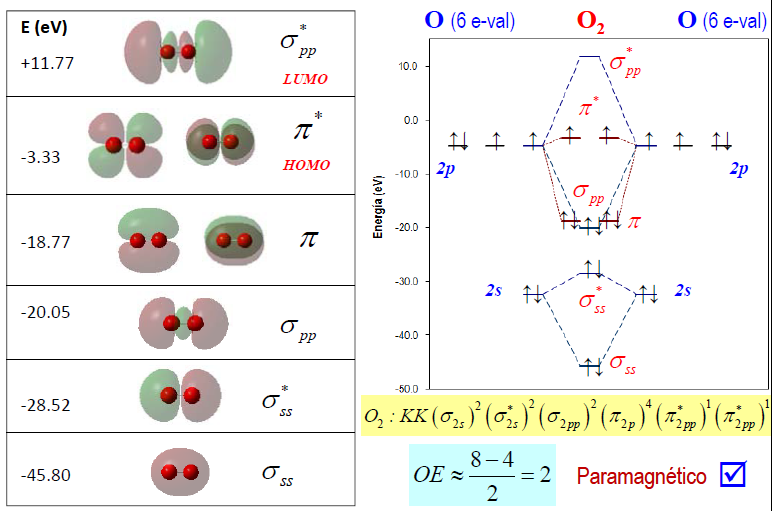 E (eV)
+11.77
σ*pp
LUMO
-3.33
π*
HOMO
-18.77
π
-20.05
σpp
-28.52
σ*ss
-45.80
σss
O (6 e-val)
O2
O (6 e-val)
10.0
0.0
-10.0
-20.0
-30.0
-40.0
-50.0
Energía (eV)
σ*pp
π*
↑↓ ↑ ↑ ↑ ↑ ↑ ↑ ↑↓
2p
2p
σpp
↑↓ ↑↓ ↑↓ π
↑↓
2s ↑↓ ↑↓ 2s
σ*ss
↑↓ σss
O2 : KK(σ2s)²(σ*2s)²(σ2pp)²(π2p)⁴(π*2pp)¹(π*2pp)¹
OE ≈ 8−4/2 = 2
Paramagnético ☑